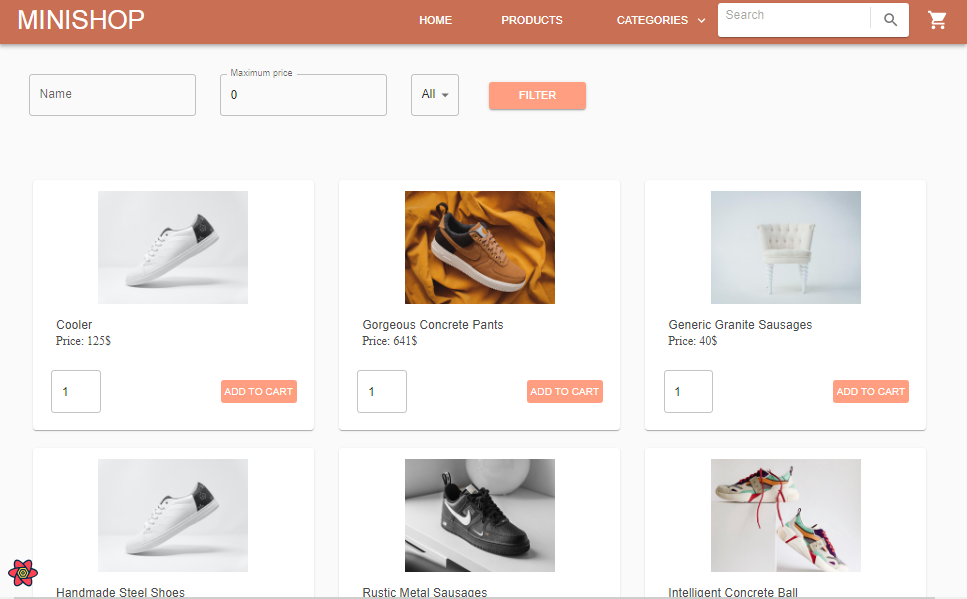 MINISHOP
HOME PRODUCTS CATEGORIES Search
Maximum price
Name 0 All FILTER
Cooler Gorgeous Concrete Pants Generic Granite Sausages
Price: 125$ Price: 641$ Price: 40$
1 ADD TO CART 1 ADD TO CART 1 ADD TO CART
Handmade Steel Shoes Rustic Metal Sausages Intelligent Concrete Ball